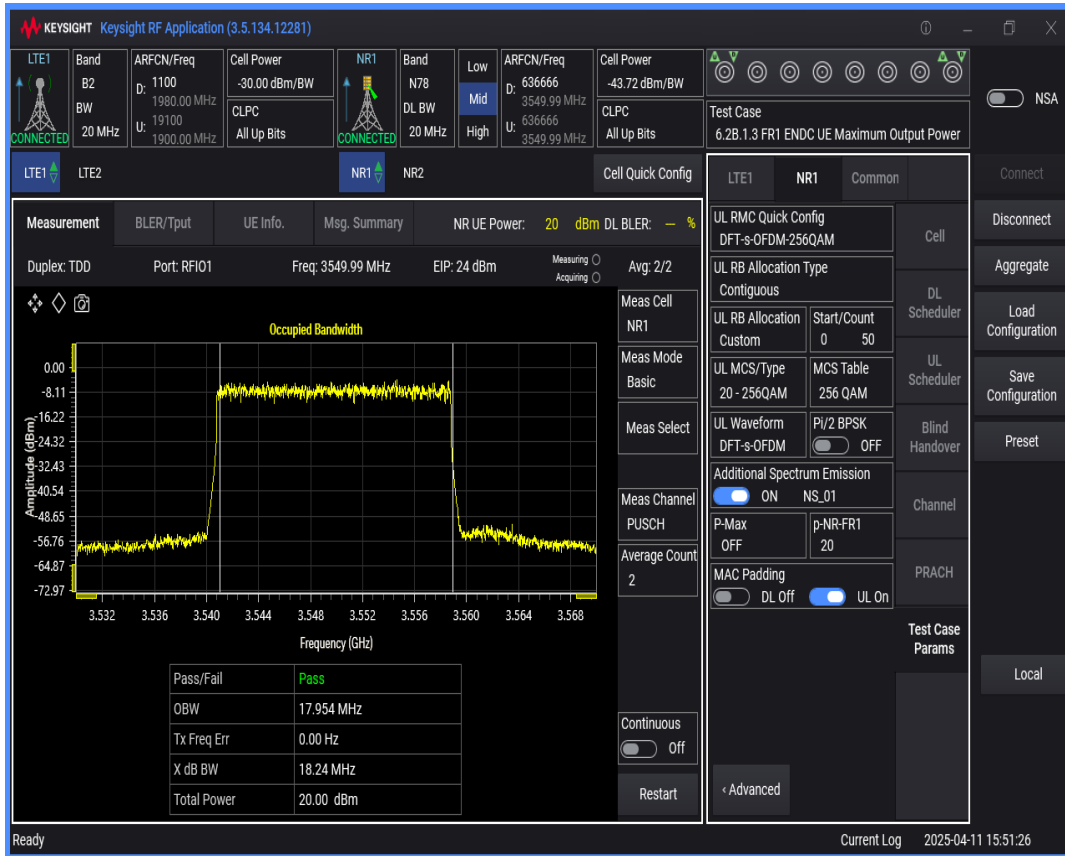 KEYSIGHT Keysight RF Application (3.5.134.12281)
LTE1 Band ARFCN/Freq Cell Power NR1 Band Low ARFCN/Freq Cell Power
B2 D: 1100 -30.00 dBm/BW N78 D: 636666 -43.72 dBm/BW
1980.00 MHz Mid 3549.99 MHz
BW CLPC DL BW CLPC
U: 19100 U: 636666
CONNECTED 20 MHz 1900.00 MHz All Up Bits CONNECTED 20 MHz High 3549.99 MHz All Up Bits
Test Case
6.2B.1.3 FR1 ENDC UE Maximum Output Power
NSA
LTE1 LTE2 NR1 NR2 Cell Quick Config
Measurement BLER/Tput UE Info. Msg. Summary NR UE Power: 20 dBm DL BLER: — %
Duplex: TDD Port: RFIO1 Freq: 3549.99 MHz EIP: 24 dBm Measuring Avg: 2/2
Acquiring
Occupied Bandwidth
Amplitude (dBm)
0.00
-8.11
-16.22
-24.32
-32.43
-40.54
-48.65
-56.76
-64.87
-72.97
3.532 3.536 3.540 3.544 3.548 3.552 3.556 3.560 3.564 3.568
Frequency (GHz)
Pass/Fail Pass
OBW 17.954 MHz
Tx Freq Err 0.00 Hz
X dB BW 18.24 MHz
Total Power 20.00 dBm
Meas Cell
NR1
Meas Mode
Basic
Meas Select
Meas Channel
PUSCH
Average Count
2
Continuous
Off
Restart
LTE1 NR1 Common
UL RMC Quick Config
DFT-s-OFDM-256QAM
UL RB Allocation Type
Contiguous
UL RB Allocation Start/Count
Custom 0 50
UL MCS/Type MCS Table
20 - 256QAM 256 QAM
UL Waveform Pi/2 BPSK
DFT-s-OFDM OFF
Additional Spectrum Emission
ON NS_01
P-Max p-NR-FR1
OFF 20
MAC Padding
DL Off UL On
‹ Advanced
Cell
DL
Scheduler
UL
Scheduler
Blind
Handover
Channel
PRACH
Test Case
Params
Connect
Disconnect
Aggregate
Load
Configuration
Save
Configuration
Preset
Local
Ready Current Log 2025-04-11 15:51:26